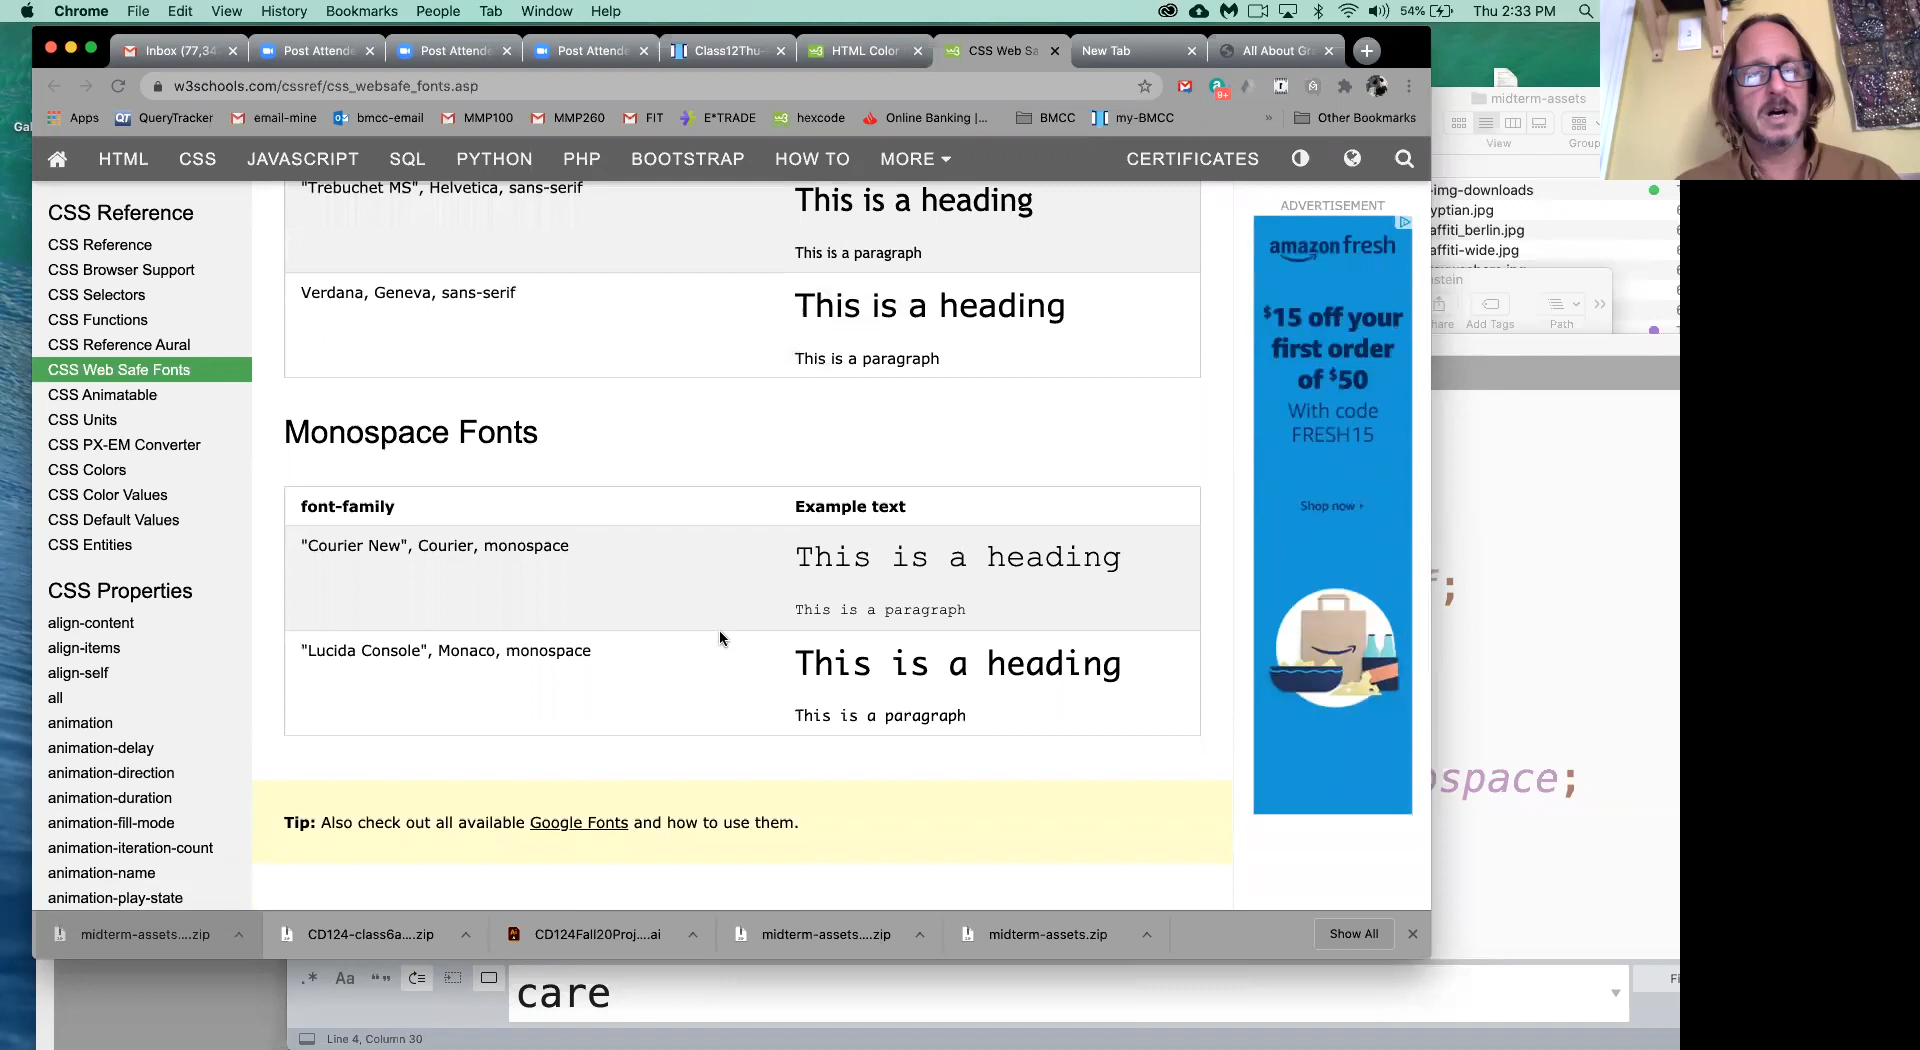 Chrome File Edit View History Bookmarks People Tab Window Help
54% Thu 2:33 PM
Inbox (77,34 Post Attende Post Attende Post Attende Class12Thu HTML Color CSS Web Sa New Tab All About Gr
w3schools.com/cssref/css_websafe_fonts.asp
9+
Apps QueryTracker email-mine bmcc-email MMP100 MMP260 FIT E*TRADE hexcode Online Banking |... BMCC my-BMCC » Other Bookmarks
HTML CSS JAVASCRIPT SQL PYTHON PHP BOOTSTRAP HOW TO MORE CERTIFICATES
CSS Reference
CSS Reference
CSS Browser Support
CSS Selectors
CSS Functions
CSS Reference Aural
CSS Web Safe Fonts
CSS Animatable
CSS Units
CSS PX-EM Converter
CSS Colors
CSS Color Values
CSS Default Values
CSS Entities
CSS Properties
align-content
align-items
align-self
all
animation
animation-delay
animation-direction
animation-duration
animation-fill-mode
animation-iteration-count
animation-name
animation-play-state
"Trebuchet MS", Helvetica, sans-serif
This is a heading
This is a paragraph
Verdana, Geneva, sans-serif
This is a heading
This is a paragraph
Monospace Fonts
font-family Example text
"Courier New", Courier, monospace
This is a heading
This is a paragraph
"Lucida Console", Monaco, monospace
This is a heading
This is a paragraph
Tip: Also check out all available Google Fonts and how to use them.
ADVERTISEMENT
amazon fresh
$15 off your
first order
of $50
With code
FRESH15
Shop now
midterm-assets
View Group
-img-downloads
yptian.jpg
affiti_berlin.jpg
affiti-wide.jpg
nstein
hare Add Tags Path
f;
ospace;
midterm-assets....zip CD124-class6a....zip CD124Fall20Proj....ai midterm-assets....zip midterm-assets.zip Show All
.* Aa “”
care
Fi
Line 4, Column 30